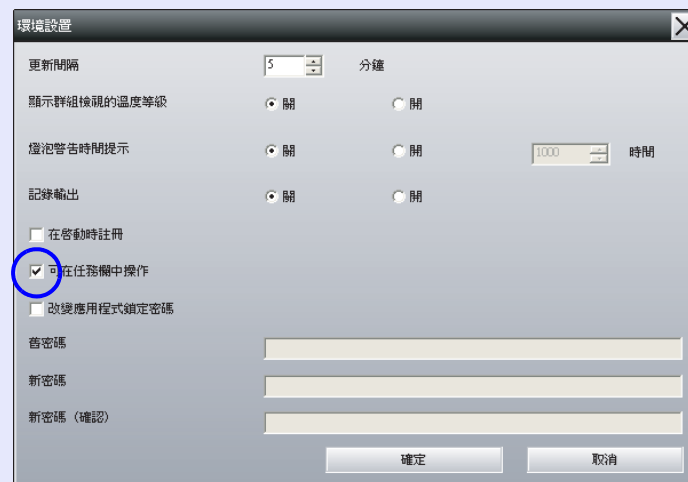 環境設置
更新間隔 5 分鐘
顯示群組檢視的溫度等級 關 開
燈泡警告時間提示 關 開 1000 時間
記錄輸出 關 開
在啓動時註冊
可在任務欄中操作
改變應用程式鎖定密碼
舊密碼
新密碼
新密碼（確認）
確定 取消